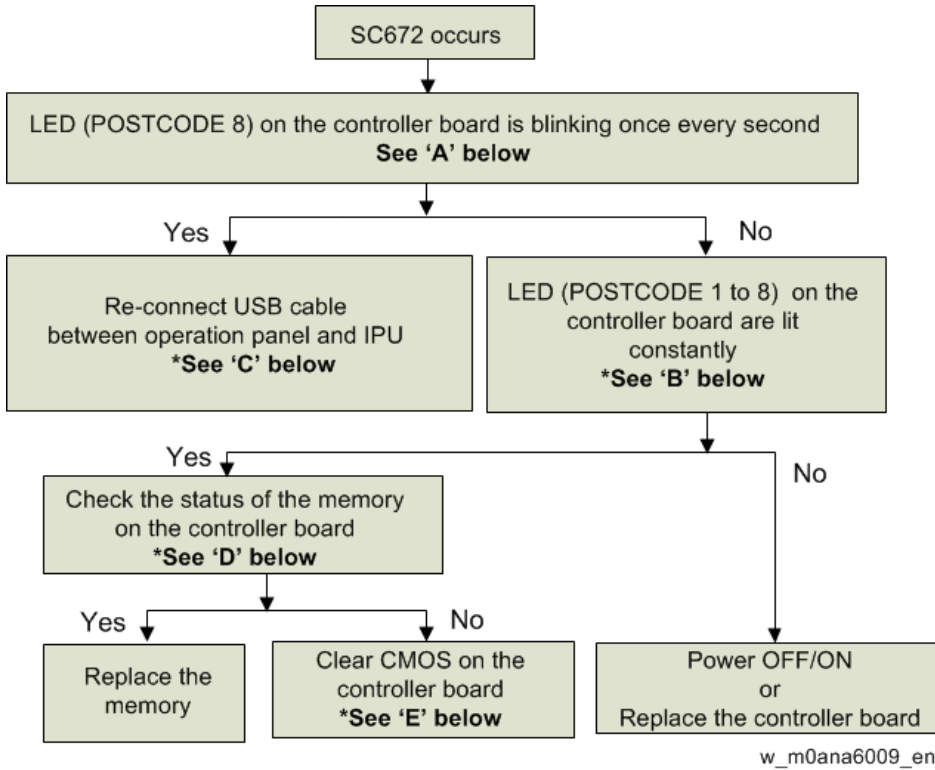 SC672 occurs
LED (POSTCODE 8) on the controller board is blinking once every second
See ‘A’ below
Yes
No
Re-connect USB cable
between operation panel and IPU
*See ‘C’ below
LED (POSTCODE 1 to 8) on the
controller board are lit
constantly
*See ‘B’ below
Yes
No
Check the status of the memory
on the controller board
*See ‘D’ below
Yes
No
Replace the
memory
Clear CMOS on the
controller board
*See ‘E’ below
Power OFF/ON
or
Replace the controller board
w_m0ana6009_en